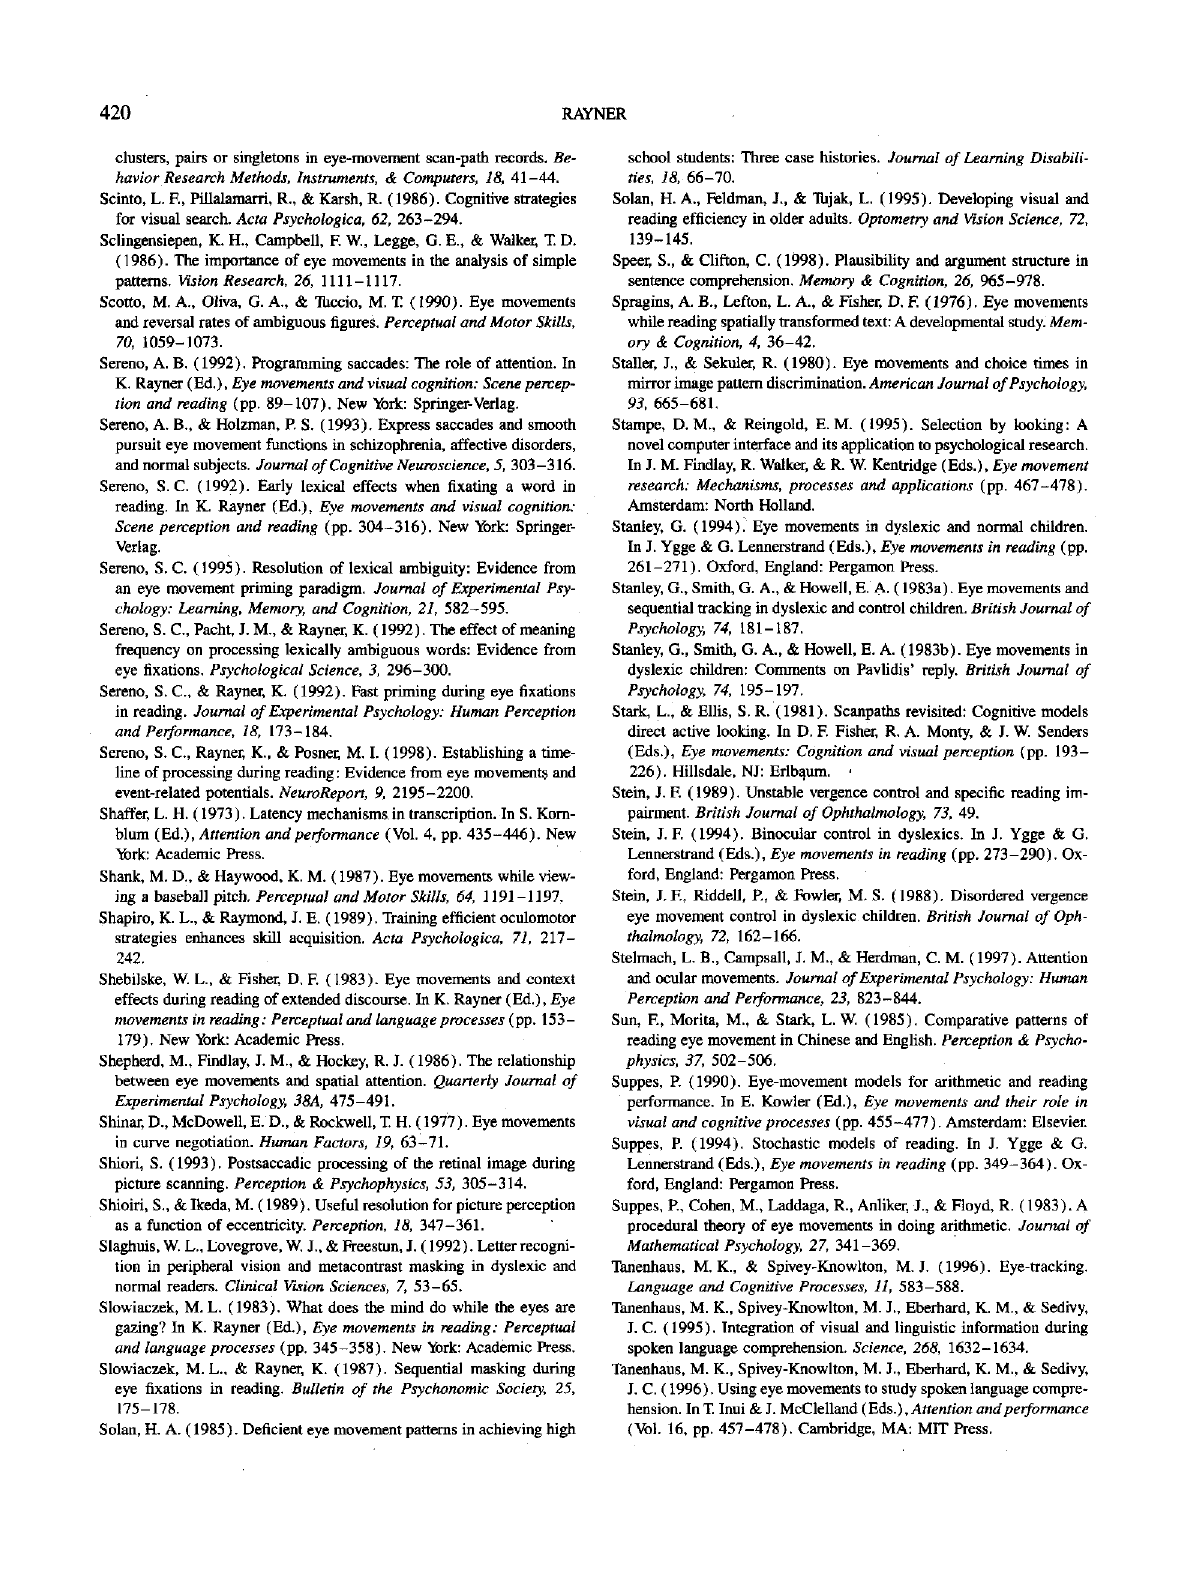 420
RAYNER
clusters, pairs or singletons in eye-movement scan-path records. Be-
havior Research Methods, Instruments, & Computers, 18, 41–44.
Scinto, L. F., Pillalamarri, R., & Karsh, R. (1986). Cognitive strategies
for visual search. Acta Psychologica, 62, 263–294.
Sclingensiepen, K. H., Campbell, F. W., Legge, G. E., & Walker, T. D.
(1986). The importance of eye movements in the analysis of simple
patterns. Vision Research, 26, 1111–1117.
Scotto, M. A., Oliva, G. A., & Tuccio, M. T. (1990). Eye movements
and reversal rates of ambiguous figures. Perceptual and Motor Skills,
70, 1059–1073.
Sereno, A. B. (1992). Programming saccades: The role of attention. In
K. Rayner (Ed.), Eye movements and visual cognition: Scene percep-
tion and reading (pp. 89–107). New York: Springer-Verlag.
Sereno, A. B., & Holzman, P. S. (1993). Express saccades and smooth
pursuit eye movement functions in schizophrenia, affective disorders,
and normal subjects. Journal of Cognitive Neuroscience, 5, 303–316.
Sereno, S. C. (1992). Early lexical effects when fixating a word in
reading. In K. Rayner (Ed.), Eye movements and visual cognition:
Scene perception and reading (pp. 304–316). New York: Springer-
Verlag.
Sereno, S. C. (1995). Resolution of lexical ambiguity: Evidence from
an eye movement priming paradigm. Journal of Experimental Psy-
chology: Learning, Memory, and Cognition, 21, 582–595.
Sereno, S. C., Pacht, J. M., & Rayner, K. (1992). The effect of meaning
frequency on processing lexically ambiguous words: Evidence from
eye fixations. Psychological Science, 3, 296–300.
Sereno, S. C., & Rayner, K. (1992). Fast priming during eye fixations
in reading. Journal of Experimental Psychology: Human Perception
and Performance, 18, 173–184.
Sereno, S. C., Rayner, K., & Posner, M. I. (1998). Establishing a time-
line of processing during reading: Evidence from eye movements and
event-related potentials. NeuroReport, 9, 2195–2200.
Shaffer, L. H. (1973). Latency mechanisms in transcription. In S. Korn-
blum (Ed.), Attention and performance (Vol. 4, pp. 435–446). New
York: Academic Press.
Shank, M. D., & Haywood, K. M. (1987). Eye movements while view-
ing a baseball pitch. Perceptual and Motor Skills, 64, 1191–1197.
Shapiro, K. L., & Raymond, J. E. (1989). Training efficient oculomotor
strategies enhances skill acquisition. Acta Psychologica, 71, 217–
242.
Shebilske, W. L., & Fisher, D. F. (1983). Eye movements and context
effects during reading of extended discourse. In K. Rayner (Ed.), Eye
movements in reading: Perceptual and language processes (pp. 153–
179). New York: Academic Press.
Shepherd, M., Findlay, J. M., & Hockey, R. J. (1986). The relationship
between eye movements and spatial attention. Quarterly Journal of
Experimental Psychology, 38A, 475–491.
Shinar, D., McDowell, E. D., & Rockwell, T. H. (1977). Eye movements
in curve negotiation. Human Factors, 19, 63–71.
Shiori, S. (1993). Postsaccadic processing of the retinal image during
picture scanning. Perception & Psychophysics, 53, 305–314.
Shioiri, S., & Ikeda, M. (1989). Useful resolution for picture perception
as a function of eccentricity. Perception, 18, 347–361.
Slaghuis, W. L., Lovegrove, W. J., & Freestun, J. (1992). Letter recogni-
tion in peripheral vision and metacontrast masking in dyslexic and
normal readers. Clinical Vision Sciences, 7, 53–65.
Slowiaczek, M. L. (1983). What does the mind do while the eyes are
gazing? In K. Rayner (Ed.), Eye movements in reading: Perceptual
and language processes (pp. 345–358). New York: Academic Press.
Slowiaczek, M. L., & Rayner, K. (1987). Sequential masking during
eye fixations in reading. Bulletin of the Psychonomic Society, 25,
175–178.
Solan, H. A. (1985). Deficient eye movement patterns in achieving high
school students: Three case histories. Journal of Learning Disabili-
ties, 18, 66–70.
Solan, H. A., Feldman, J., & Tujak, L. (1995). Developing visual and
reading efficiency in older adults. Optometry and Vision Science, 72,
139–145.
Speer, S., & Clifton, C. (1998). Plausibility and argument structure in
sentence comprehension. Memory & Cognition, 26, 965–978.
Spragins, A. B., Lefton, L. A., & Fisher, D. F. (1976). Eye movements
while reading spatially transformed text: A developmental study. Mem-
ory & Cognition, 4, 36–42.
Staller, J., & Sekuler, R. (1980). Eye movements and choice times in
mirror image pattern discrimination. American Journal of Psychology,
93, 665–681.
Stampe, D. M., & Reingold, E. M. (1995). Selection by looking: A
novel computer interface and its application to psychological research.
In J. M. Findlay, R. Walker, & R. W. Kentridge (Eds.), Eye movement
research: Mechanisms, processes and applications (pp. 467–478).
Amsterdam: North Holland.
Stanley, G. (1994). Eye movements in dyslexic and normal children.
In J. Ygge & G. Lennerstrand (Eds.), Eye movements in reading (pp.
261–271). Oxford, England: Pergamon Press.
Stanley, G., Smith, G. A., & Howell, E. A. (1983a). Eye movements and
sequential tracking in dyslexic and control children. British Journal of
Psychology, 74, 181–187.
Stanley, G., Smith, G. A., & Howell, E. A. (1983b). Eye movements in
dyslexic children: Comments on Pavlidis' reply. British Journal of
Psychology, 74, 195–197.
Stark, L., & Ellis, S. R. (1981). Scanpaths revisited: Cognitive models
direct active looking. In D. F. Fisher, R. A. Monty, & J. W. Senders
(Eds.), Eye movements: Cognition and visual perception (pp. 193–
226). Hillsdale, NJ: Erlbaum.
Stein, J. F. (1989). Unstable vergence control and specific reading im-
pairment. British Journal of Ophthalmology, 73, 49.
Stein, J. F. (1994). Binocular control in dyslexics. In J. Ygge & G.
Lennerstrand (Eds.), Eye movements in reading (pp. 273–290). Ox-
ford, England: Pergamon Press.
Stein, J. F., Riddell, P., & Fowler, M. S. (1988). Disordered vergence
eye movement control in dyslexic children. British Journal of Oph-
thalmology, 72, 162–166.
Stelmach, L. B., Campsall, J. M., & Herdman, C. M. (1997). Attention
and ocular movements. Journal of Experimental Psychology: Human
Perception and Performance, 23, 823–844.
Sun, F., Morita, M., & Stark, L. W. (1985). Comparative patterns of
reading eye movement in Chinese and English. Perception & Psycho-
physics, 37, 502–506.
Suppes, P. (1990). Eye-movement models for arithmetic and reading
performance. In E. Kowler (Ed.), Eye movements and their role in
visual and cognitive processes (pp. 455–477). Amsterdam: Elsevier.
Suppes, P. (1994). Stochastic models of reading. In J. Ygge & G.
Lennerstrand (Eds.), Eye movements in reading (pp. 349–364). Ox-
ford, England: Pergamon Press.
Suppes, P., Cohen, M., Laddaga, R., Anliker, J., & Floyd, R. (1983). A
procedural theory of eye movements in doing arithmetic. Journal of
Mathematical Psychology, 27, 341–369.
Tanenhaus, M. K., & Spivey-Knowlton, M. J. (1996). Eye-tracking.
Language and Cognitive Processes, 11, 583–588.
Tanenhaus, M. K., Spivey-Knowlton, M. J., Eberhard, K. M., & Sedivy,
J. C. (1995). Integration of visual and linguistic information during
spoken language comprehension. Science, 268, 1632–1634.
Tanenhaus, M. K., Spivey-Knowlton, M. J., Eberhard, K. M., & Sedivy,
J. C. (1996). Using eye movements to study spoken language compre-
hension. In T. Inui & J. McClelland (Eds.), Attention and performance
(Vol. 16, pp. 457–478). Cambridge, MA: MIT Press.